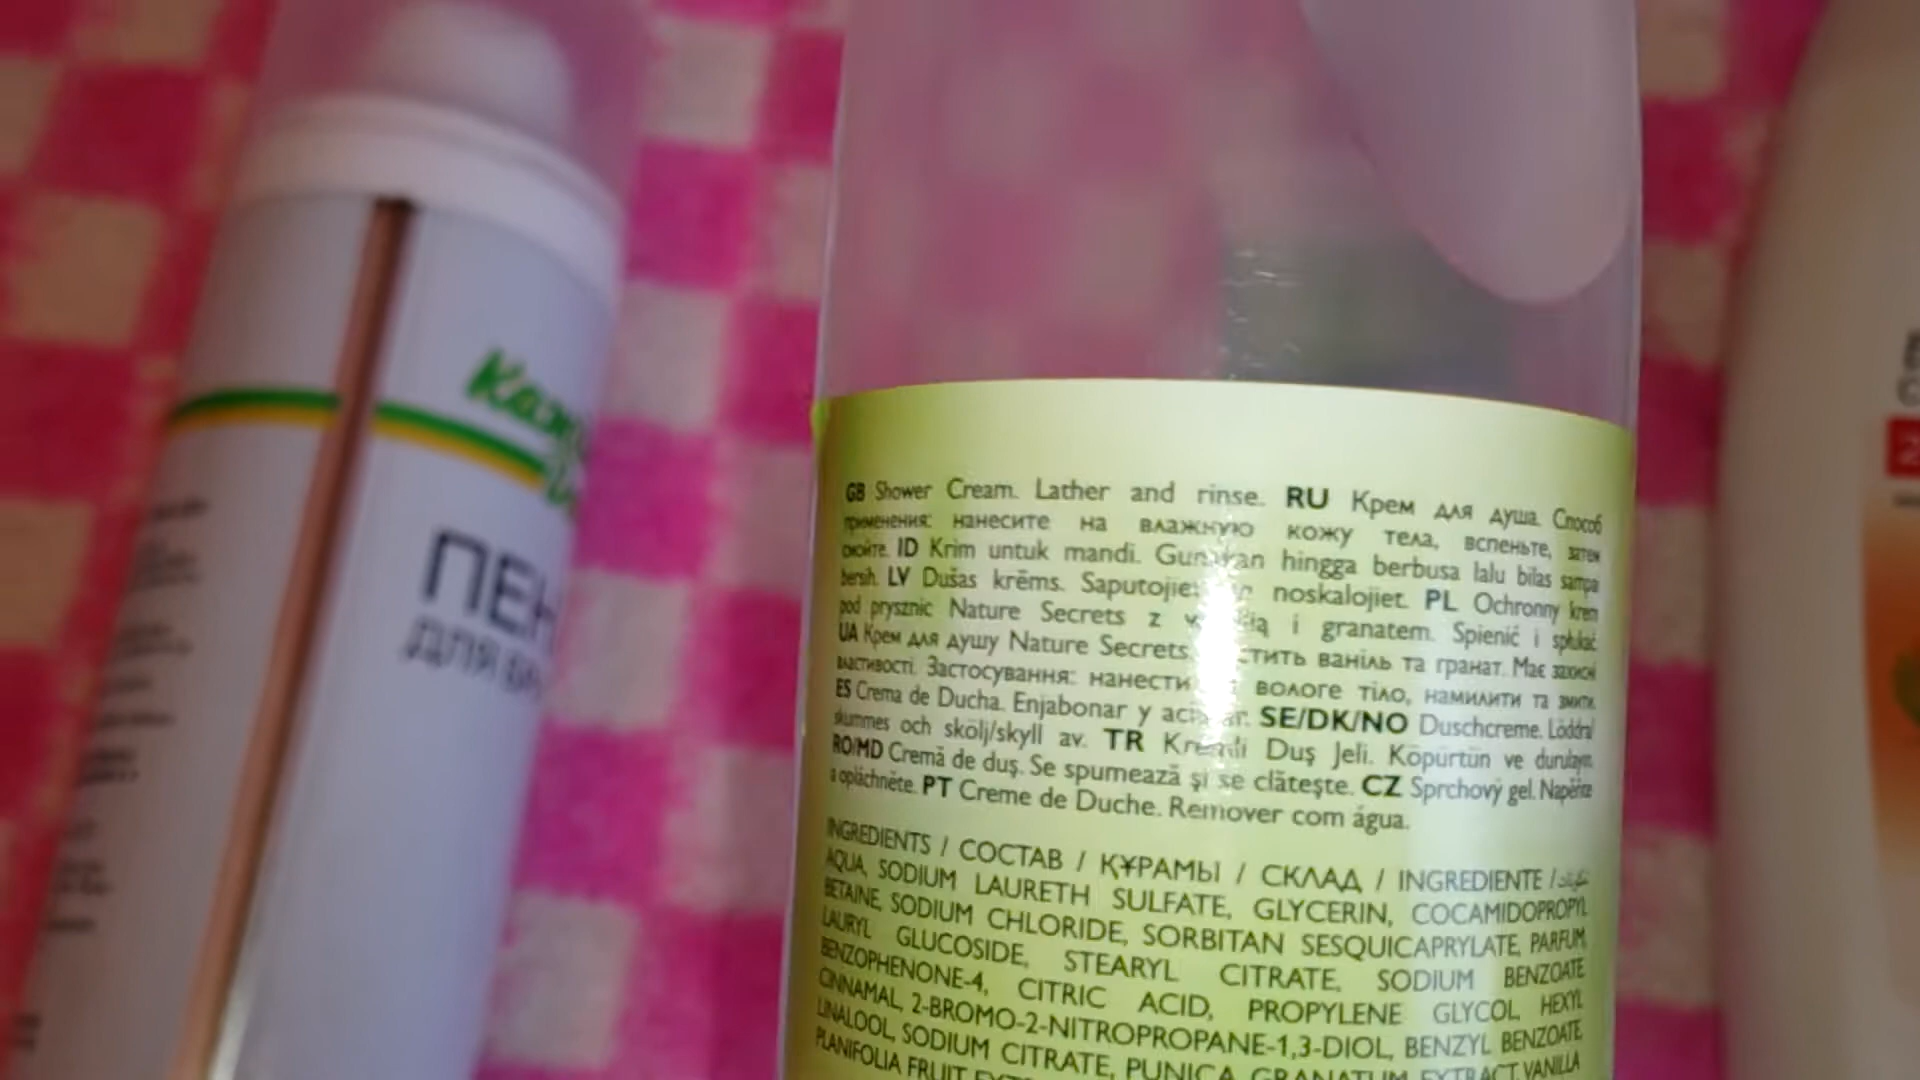 ПЕН
ДЛЯ БР
GB Shower Cream. Lather and rinse. RU Крем для душа. Способ
применения: нанесите на влажную кожу тела, вспеньте, затем
смойте. ID Krim untuk mandi. Gunakan hingga berbusa lalu bilas sampai
bersih. LV Dušas krēms. Saputojiet noskalojiet. PL Ochronny krem
pod prysznic Nature Secrets z i granatem. Spienić i spłukać.
UA Крем для душу Nature Secrets. ваніль та гранат. Має захисні
властивості. Застосування: нанести вологе тіло, намилити та змити.
ES Crema de Ducha. Enjabonar y SE/DK/NO Duschcreme. Löddra/
skummes och skölj/skyll av. TR Kremli Duş Jeli. Köpürtün ve durulayın.
RO/MD Cremă de duş. Se spumează şi se clăteşte. CZ Sprchový gel. Napěňte
a opláchněte. PT Creme de Duche. Remover com água.
INGREDIENTS / СОСТАВ / ҚҰРАМЫ / СКЛАД / INGREDIENTE /
AQUA, SODIUM LAURETH SULFATE, GLYCERIN, COCAMIDOPROPYL
BETAINE, SODIUM CHLORIDE, SORBITAN SESQUICAPRYLATE, PARFUM,
LAURYL GLUCOSIDE, STEARYL CITRATE, SODIUM BENZOATE,
BENZOPHENONE-4, CITRIC ACID, PROPYLENE GLYCOL, HEXYL
CINNAMAL, 2-BROMO-2-NITROPROPANE-1,3-DIOL, BENZYL BENZOATE,
LINALOOL, SODIUM CITRATE, PUNICA GRANATUM EXTRACT, VANILLA
PLANIFOLIA FRUIT